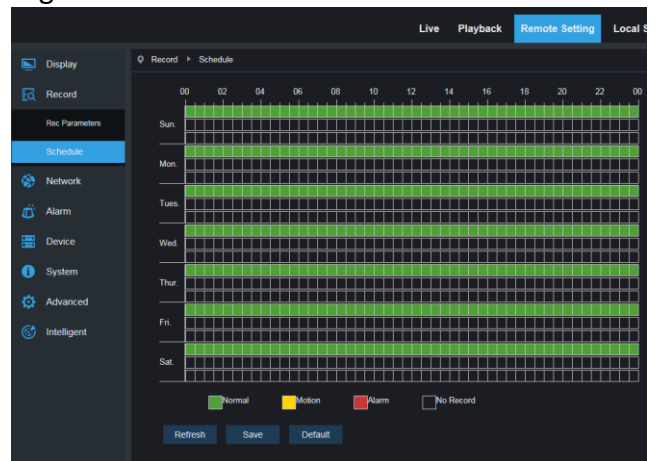 Live Playback Remote Setting Local
Display
Record
Rec Parameters
Schedule
Network
Alarm
Device
System
Advanced
Intelligent
Record Schedule
00 02 04 06 08 10 12 14 16 18 20 22 00
Sun.
Mon.
Tues.
Wed.
Thur.
Fri.
Sat.
Normal Motion Alarm No Record
Refresh Save Default